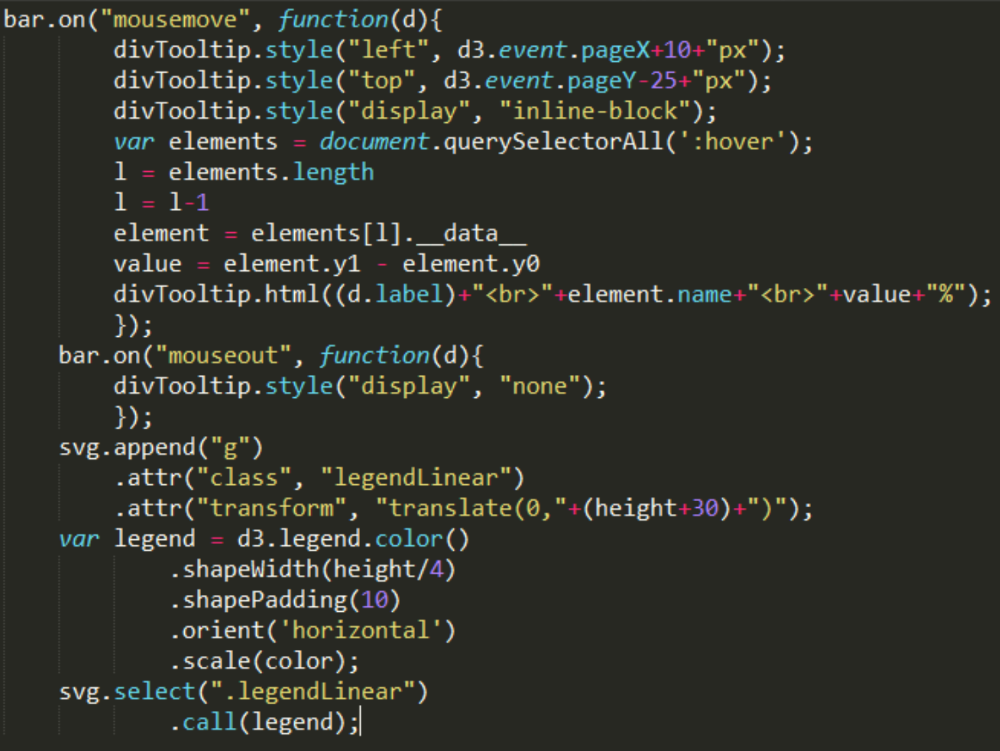 bar.on("mousemove", function(d){
divTooltip.style("left", d3.event.pageX+10+"px");
divTooltip.style("top", d3.event.pageY-25+"px");
divTooltip.style("display", "inline-block");
var elements = document.querySelectorAll(':hover');
l = elements.length
l = l-1
element = elements[l].__data__
value = element.y1 - element.y0
divTooltip.html((d.label)+"<br>"+element.name+"<br>"+value+"%");
});
bar.on("mouseout", function(d){
divTooltip.style("display", "none");
});
svg.append("g")
.attr("class", "legendLinear")
.attr("transform", "translate(0,"+(height+30)+")");
var legend = d3.legend.color()
.shapeWidth(height/4)
.shapePadding(10)
.orient('horizontal')
.scale(color);
svg.select(".legendLinear")
.call(legend);